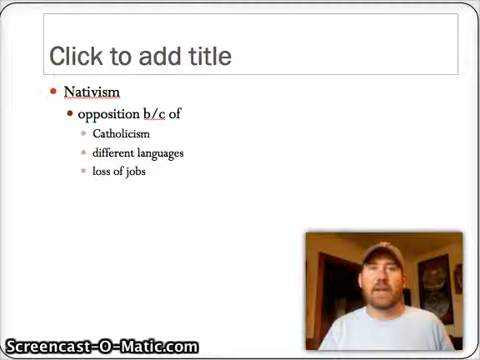 Click to add title
Nativism
opposition b/c of
Catholicism
different languages
loss of jobs
Screencast-O-Matic.com